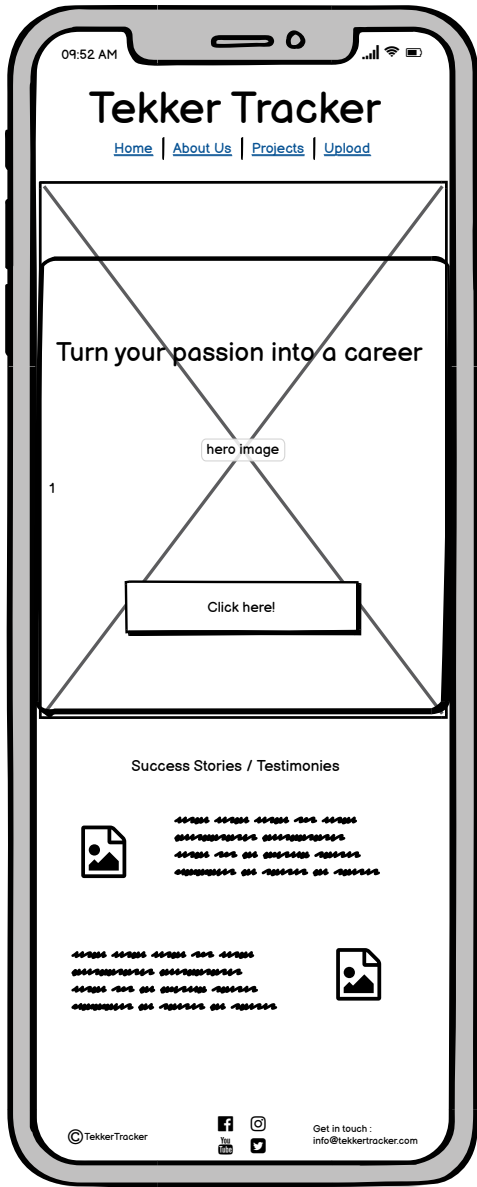 09:52 AM
Tekker Tracker
Home | About Us | Projects | Upload
Turn your passion into a career
hero image
1
Click here!
Success Stories / Testimonies
You
Tube
Get in touch :
©TekkerTracker
info@tekkertracker.com